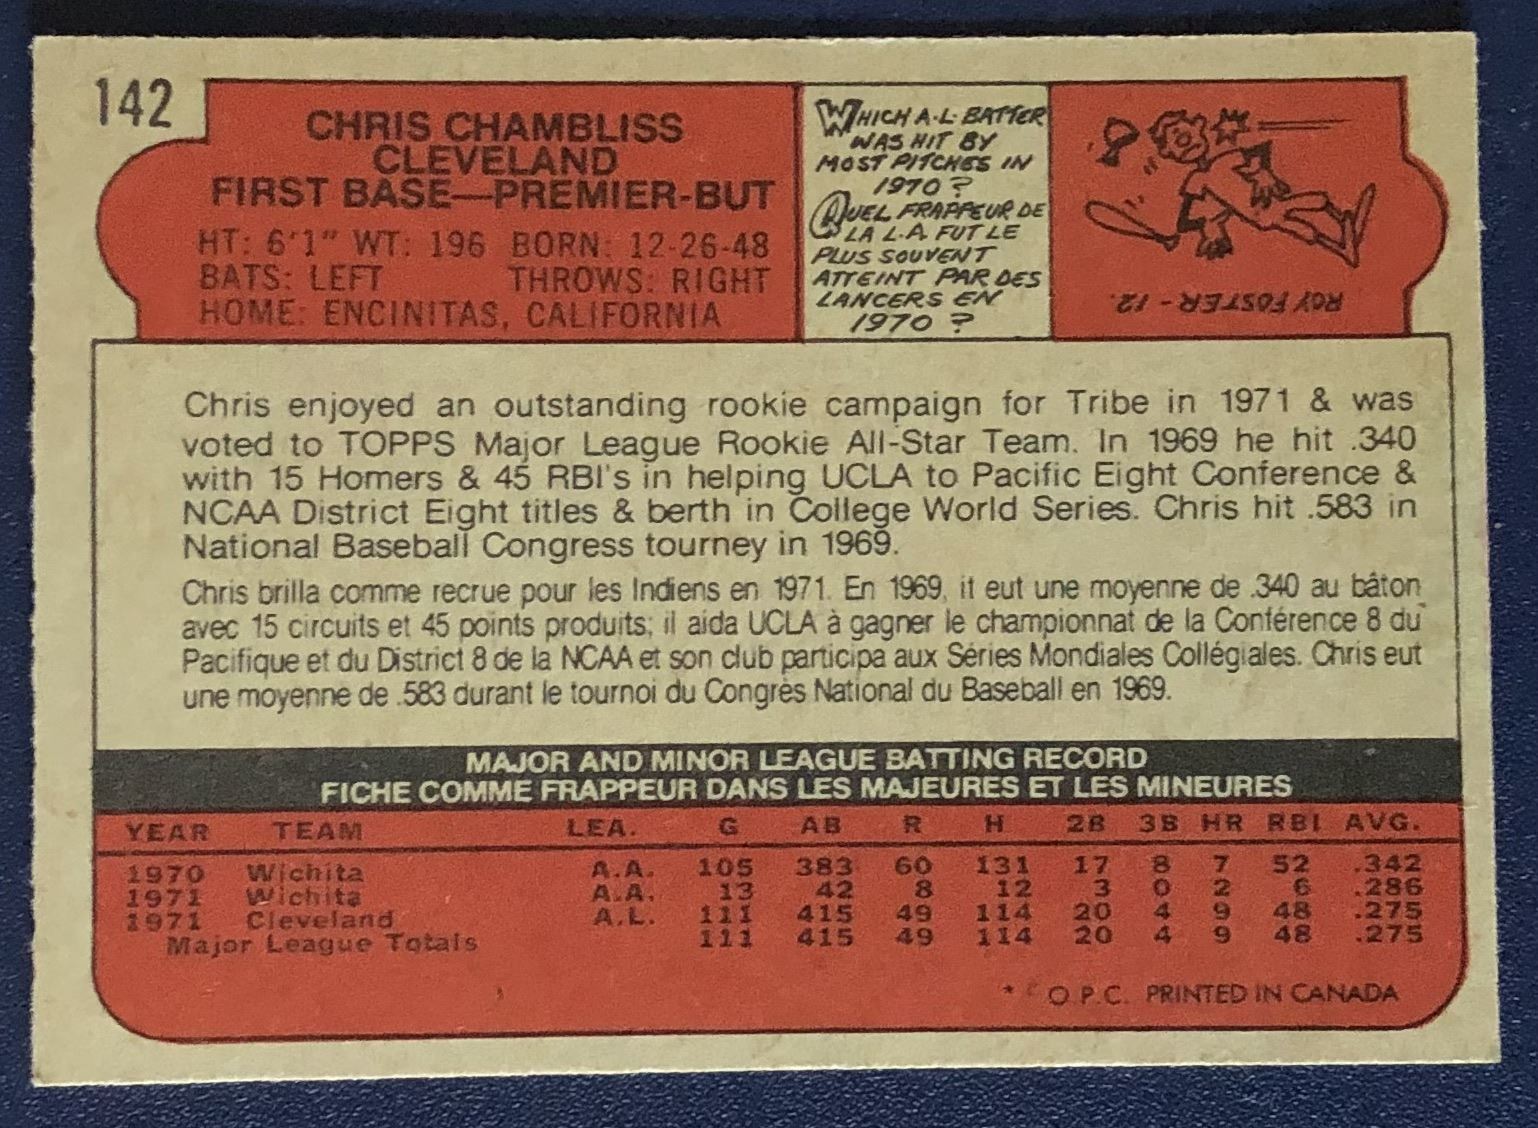 142
CHRIS CHAMBLISS
CLEVELAND
FIRST BASE—PREMIER-BUT
HT: 6'1" WT: 196 BORN: 12-26-48
BATS: LEFT THROWS: RIGHT
HOME: ENCINITAS, CALIFORNIA
WHICH A.L. BATTER
WAS HIT BY
MOST PITCHES IN
1970?
QUEL FRAPPEUR DE
LA L.A. FUT LE
PLUS SOUVENT
ATTEINT PAR DES
LANCERS EN
1970?
ROY FOSTER - 12.
Chris enjoyed an outstanding rookie campaign for Tribe in 1971 & was
voted to TOPPS Major League Rookie All-Star Team. In 1969 he hit .340
with 15 Homers & 45 RBI's in helping UCLA to Pacific Eight Conference &
NCAA District Eight titles & berth in College World Series. Chris hit .583 in
National Baseball Congress tourney in 1969.
Chris brilla comme recrue pour les Indiens en 1971. En 1969, it eut une moyenne de .340 au bâton
avec 15 circuits et 45 points produits; il aida UCLA à gagner le championnat de la Conférence 8 du
Pacifique et du District 8 de la NCAA et son club participa aux Séries Mondiales Collégiales. Chris eut
une moyenne de .583 durant le tournoi du Congrès National du Baseball en 1969.
MAJOR AND MINOR LEAGUE BATTING RECORD
FICHE COMME FRAPPEUR DANS LES MAJEURES ET LES MINEURES
YEAR TEAM LEA. G AB R H 2B 3B HR RBI AVG.
1970 Wichita A.A. 105 383 60 131 17 8 7 52 .342
1971 Wichita A.A. 13 42 8 12 3 0 2 6 .286
1971 Cleveland A.L. 111 415 49 114 20 4 9 48 .275
Major League Totals 111 415 49 114 20 4 9 48 .275
* O.P.C. PRINTED IN CANADA